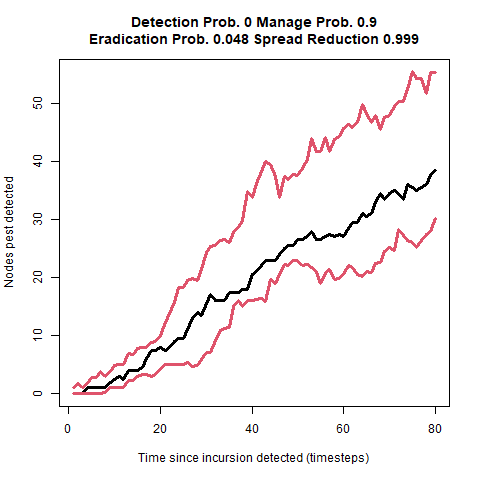 Detection Prob. 0 Manage Prob. 0.9
Eradication Prob. 0.048 Spread Reduction 0.999
Nodes pest detected
50
40
30
20
10
0
0 20 40 60 80
Time since incursion detected (timesteps)